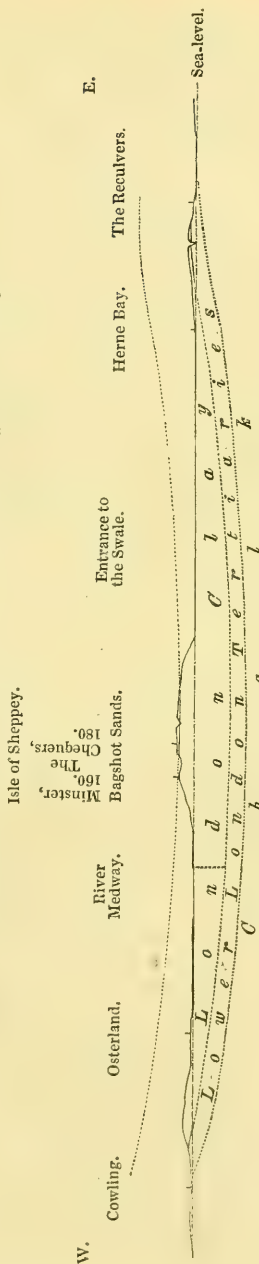 Isle of Sheppey.
W.
E.
Cowling.
Osterland.
River
Medway.
Minster,
160.
The
Chequers,
180.
Bagshot Sands.
Entrance to
the Swale.
Herne Bay.
The Reculvers.
Sea-level.
London Clay
Lower London Tertiaries
Chalk